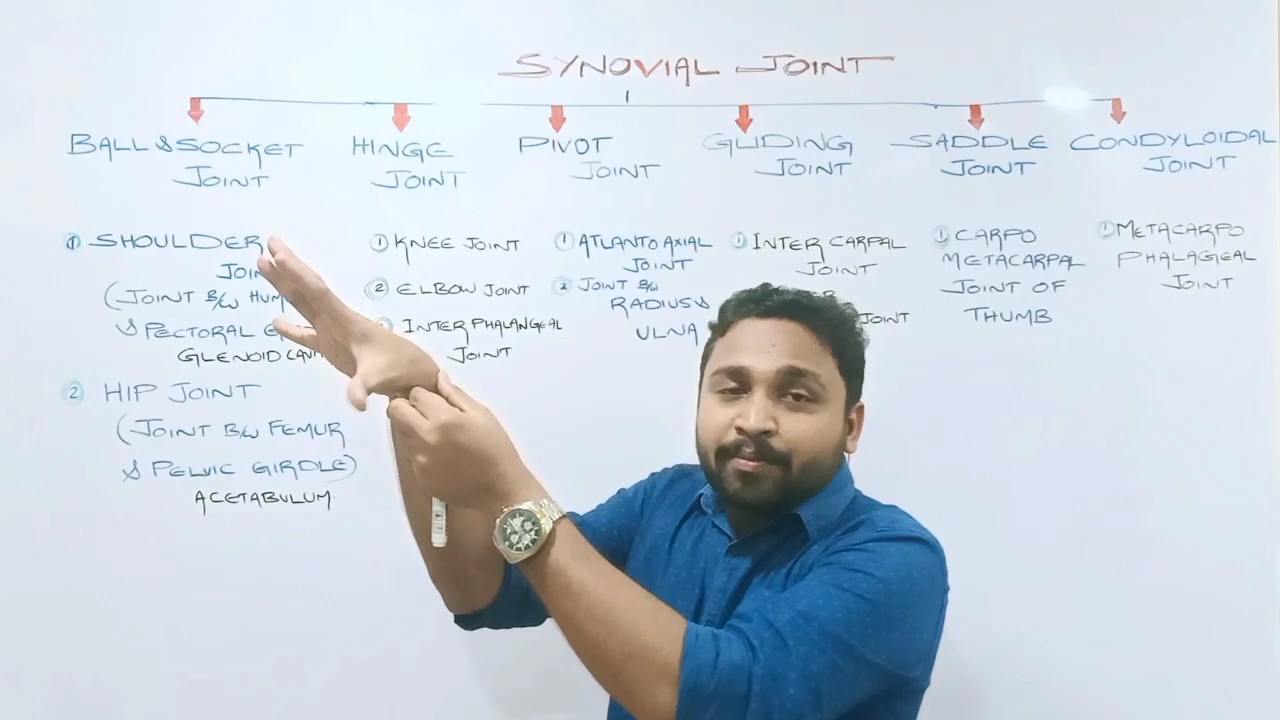 SYNOVIAL JOINT
BALL & SOCKET
JOINT
① SHOULDER
JOIN
(JOINT B/W HUM
& PECTORAL G
GLENOID CAVI
② HIP JOINT
(JOINT B/W FEMUR
& PELVIC GIRDLE)
ACETABULUM
HINGE
JOINT
① KNEE JOINT
② ELBOW JOINT
INTER PHALANGEAL
JOINT
PIVOT
JOINT
① ATLANTO AXIAL
JOINT
② JOINT B/W
RADIUS &
ULNA
GLIDING
JOINT
① INTER CARPAL
JOINT
JOINT
SADDLE
JOINT
① CARPO
METACARPAL
JOINT OF
THUMB
CONDYLOIDAL
JOINT
① METACARPO
PHALAGEAL
JOINT